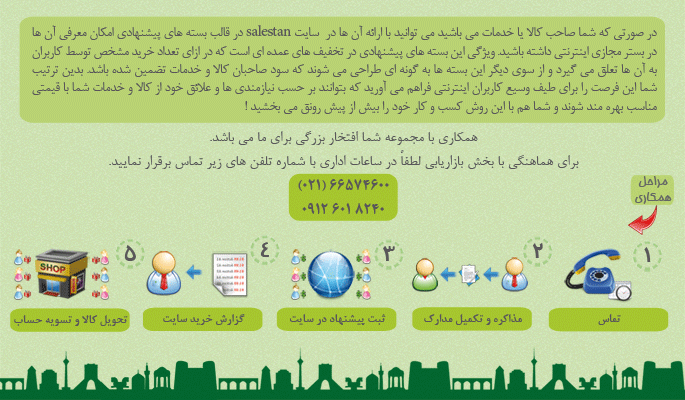 در صورتی که شما صاحب کالا یا خدمات می باشید می توانید با ارائه آن ها در سایت salestan در قالب بسته های پیشنهادی امکان معرفی آن ها
در بستر مجازی اینترنتی داشته باشید. ویژگی این بسته های پیشنهادی در تخفیف های عمده ای است که در ازای تعداد خرید مشخص توسط کاربران
به آن ها تعلق می گیرد و از سوی دیگر این بسته ها به گونه ای طراحی می شوند که سود صاحبان کالا و خدمات تضمین شده باشد. بدین ترتیب
شما این فرصت را برای طیف وسیع کاربران اینترنتی فراهم می آورید که بتوانند بر حسب نیازمندی ها و علائق خود از کالا و خدمات شما با قیمتی
مناسب بهره مند شوند و شما هم با این روش کسب و کار خود را بیش از پیش رونق می بخشید !
همکاری با مجموعه شما افتخار بزرگی برای ما می باشد.
برای هماهنگی با بخش بازاریابی لطفاً در ساعات اداری با شماره تلفن های زیر تماس برقرار نمایید.
(۰۲۱) ۶۶۵۷۴۶۰۰
۰۹۱۲ ۶۰۱ ۸۲۴۰
مراحل
همکاری
۱
تماس
۲
مذاکره و تکمیل مدارک
۳
ثبت پیشنهاد در سایت
۴
گزارش خرید سایت
۵
SHOP
تحویل کالا و تسویه حساب